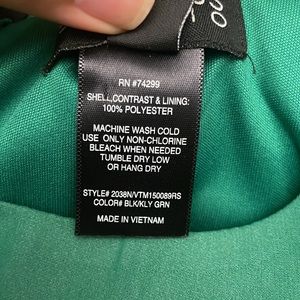 OU
RN #74299
SHELL,CONTRAST & LINING:
100% POLYESTER
MACHINE WASH COLD
USE ONLY NON-CHLORINE
BLEACH WHEN NEEDED
TUMBLE DRY LOW
OR HANG DRY
STYLE# 2038N/VTM150089RS
COLOR# BLK/KLY GRN
MADE IN VIETNAM